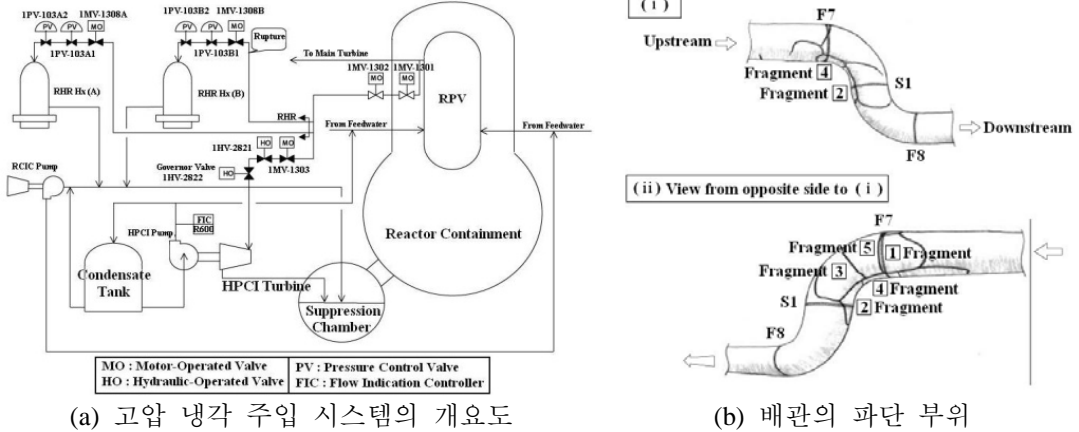 1PV-103A2
1MV-1308A
1PV-103B2
1MV-1308B
PV
PV
MO
PV
PV
MO
Rupture
1PV-103A1
1PV-103B1
To Main Turbine
1MV-1302
1MV-1301
MO
MO
RHR Hx (A)
RHR Hx (B)
RPV
RHR
From Feedwater
From Feedwater
1HV-2821
HO
MO
RCIC Pump
Governor Valve
1HV-2822
HO
1MV-1303
FIC
R600
HPCI Pump
Condensate
Tank
HPCI Turbine
Reactor Containment
Suppression
Chamber
MO : Motor-Operated Valve
HO : Hydraulic-Operated Valve
PV : Pressure Control Valve
FIC : Flow Indication Controller
(a) 고압 냉각 주입 시스템의 개요도
( i )
F7
Upstream
Fragment 4
Fragment 2
S1
Downstream
F8
(ii) View from opposite side to ( i )
F7
Fragment 5
1 Fragment
Fragment 3
4 Fragment
S1
2 Fragment
F8
(b) 배관의 파단 부위